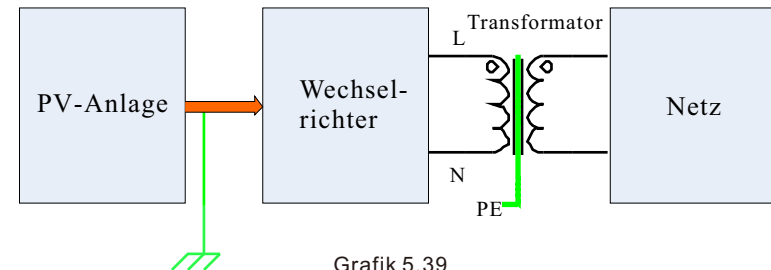 Transformator
L
PV-Anlage
Wechsel-
richter
Netz
N
PE
Grafik 5.39